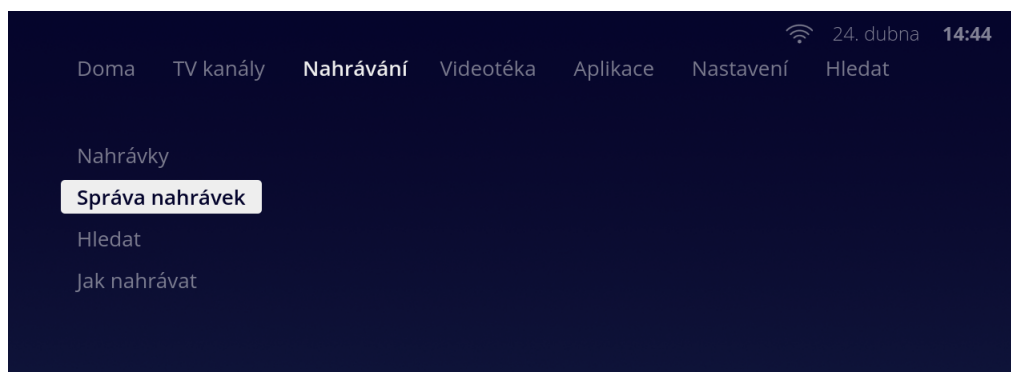 24. dubna 14:44
Doma TV kanály Nahrávání Videotéka Aplikace Nastavení Hledat
Nahrávky
Správa nahrávek
Hledat
Jak nahrávat